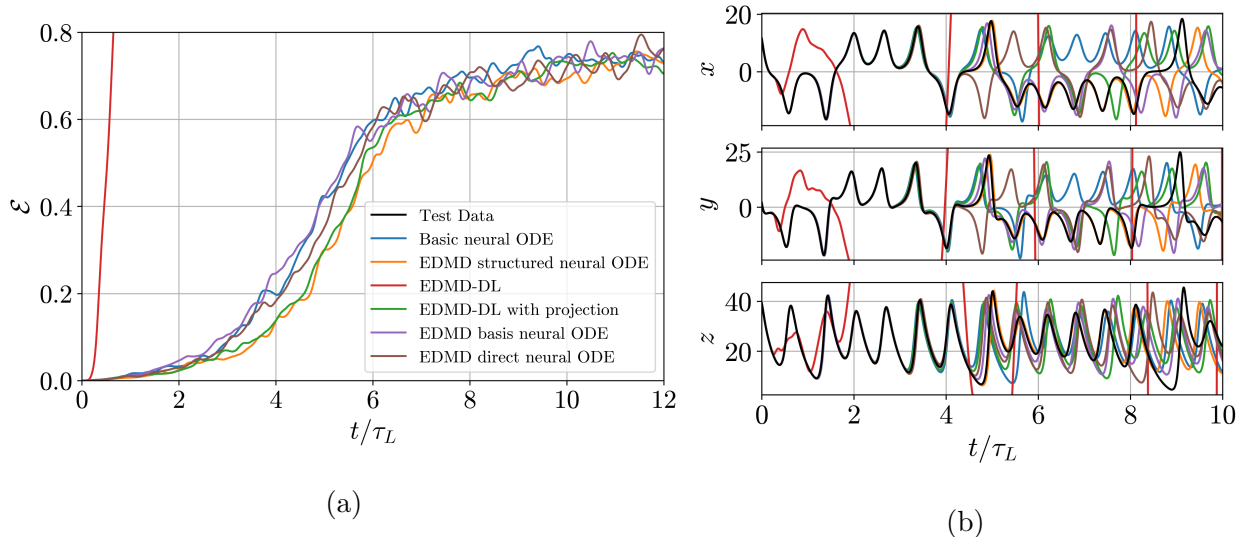 0.8
0.6
0.4
0.2
0.0
ℰ
0 2 4 6 8 10 12
t/τ_L
Test Data
Basic neural ODE
EDMD structured neural ODE
EDMD-DL
EDMD-DL with projection
EDMD basis neural ODE
EDMD direct neural ODE
(a)
20
0
x
25
0
y
40
20
z
0 2 4 6 8 10
t/τ_L
(b)